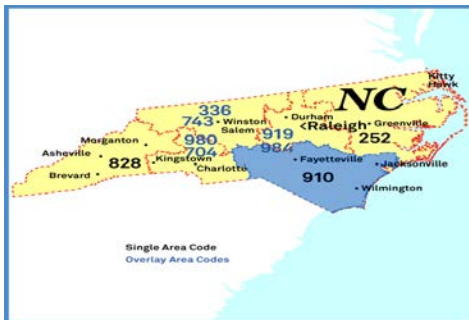 Kitty
Hawk
NC
336
743
Winston
Salem
Durham
<Raleigh
Greenville
252
919
984
980
704
Morganton
Asheville
828
Kingstown
Charlotte
Brevard
Fayetteville
Jacksonville
910
Wilmington
Single Area Code
Overlay Area Codes